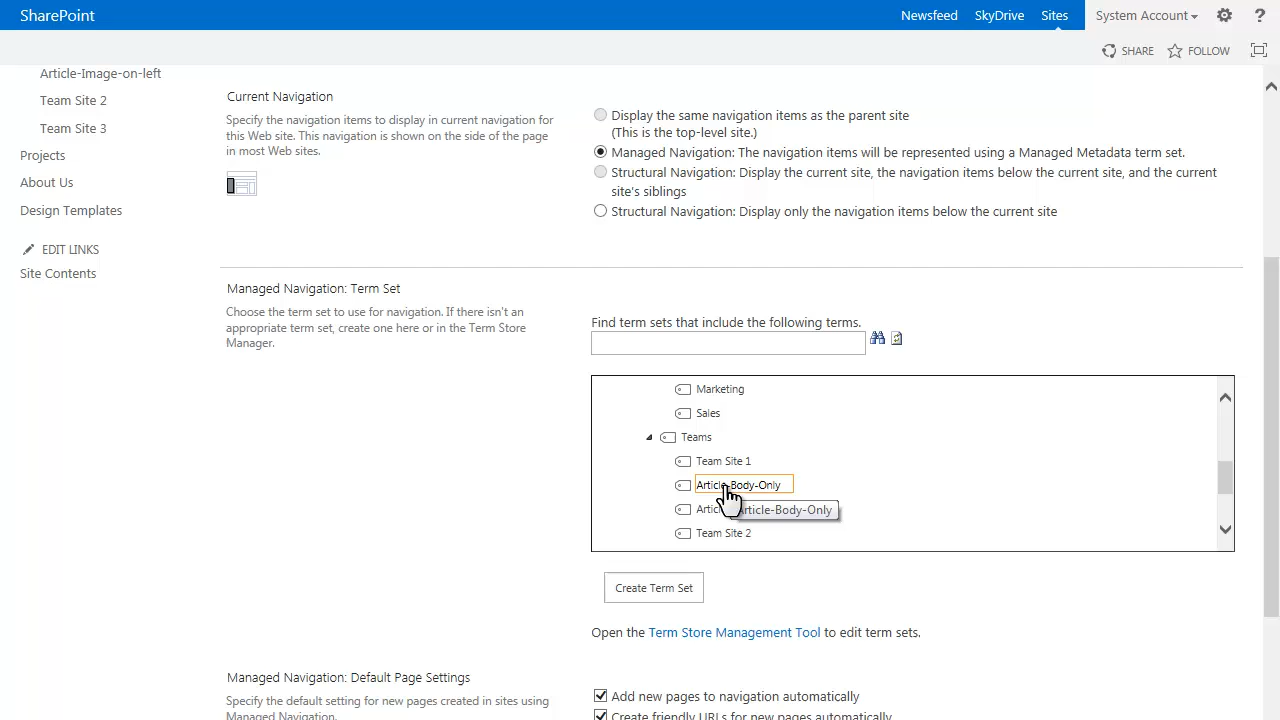 SharePoint
Newsfeed
SkyDrive
Sites
System Account
?
SHARE
FOLLOW
Article-Image-on-left
Team Site 2
Team Site 3
Projects
About Us
Design Templates
EDIT LINKS
Site Contents
Current Navigation
Specify the navigation items to display in current navigation for
this Web site. This navigation is shown on the side of the page
in most Web sites.
Display the same navigation items as the parent site
(This is the top-level site.)
Managed Navigation: The navigation items will be represented using a Managed Metadata term set.
Structural Navigation: Display the current site, the navigation items below the current site, and the current
site's siblings
Structural Navigation: Display only the navigation items below the current site
Managed Navigation: Term Set
Choose the term set to use for navigation. If there isn't an
appropriate term set, create one here or in the Term Store
Manager.
Find term sets that include the following terms.
Marketing
Sales
Teams
Team Site 1
Article-Body-Only
Article-Body-Only
Team Site 2
Create Term Set
Open the Term Store Management Tool to edit term sets.
Managed Navigation: Default Page Settings
Specify the default setting for new pages created in sites using
Managed Navigation.
Add new pages to navigation automatically
Create friendly URLs for new pages automatically